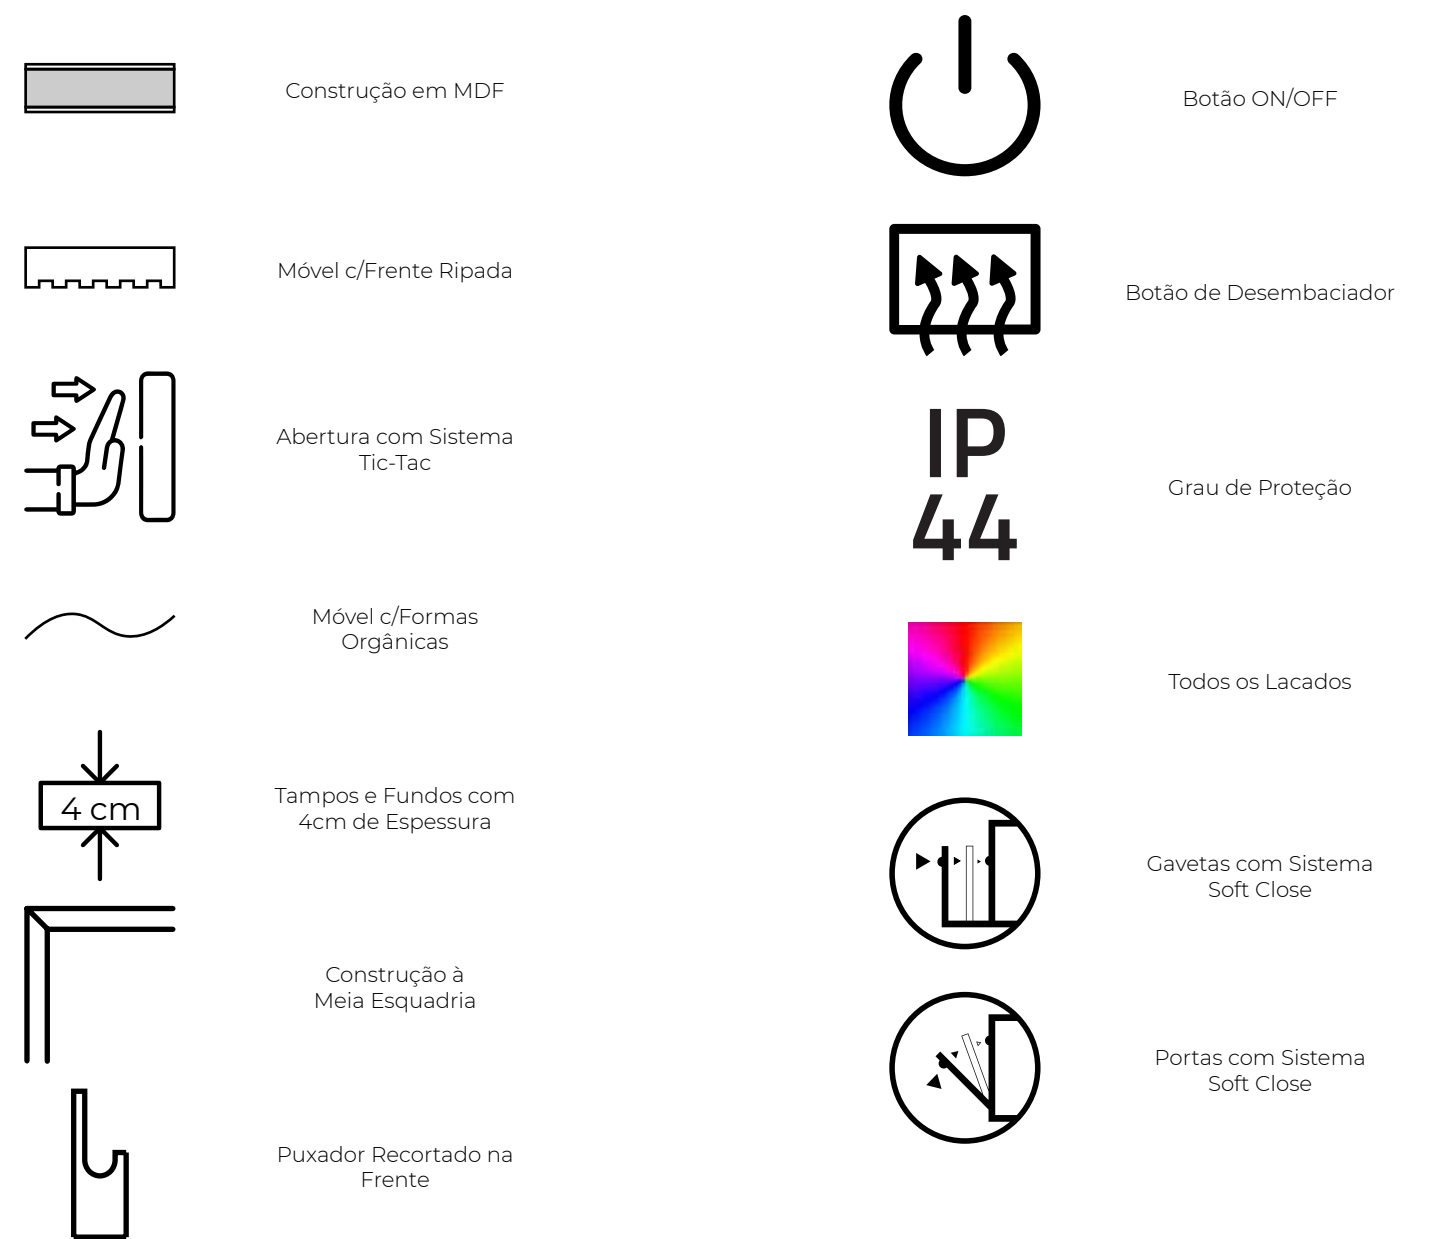 Construção em MDF
Móvel c/Frente Ripada
Abertura com Sistema
Tic-Tac
Móvel c/Formas
Orgânicas
4 cm
Tampos e Fundos com
4cm de Espessura
Construção à
Meia Esquadria
Puxador Recortado na
Frente
Botão ON/OFF
Botão de Desembaciador
IP
44
Grau de Proteção
Todos os Lacados
Gavetas com Sistema
Soft Close
Portas com Sistema
Soft Close